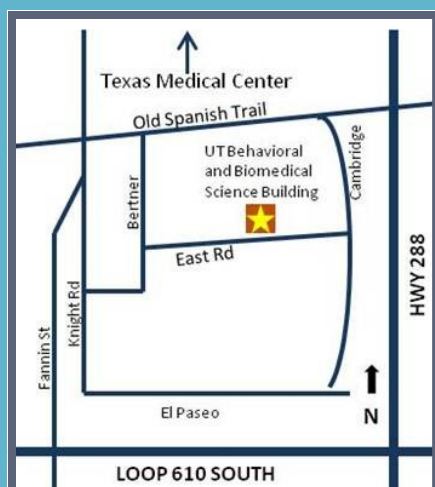 Texas Medical Center
Old Spanish Trail
UT Behavioral
and Biomedical
Science Building
Cambridge
Bertner
East Rd
HWY 288
Knight Rd
Fannin St
El Paseo
N
LOOP 610 SOUTH